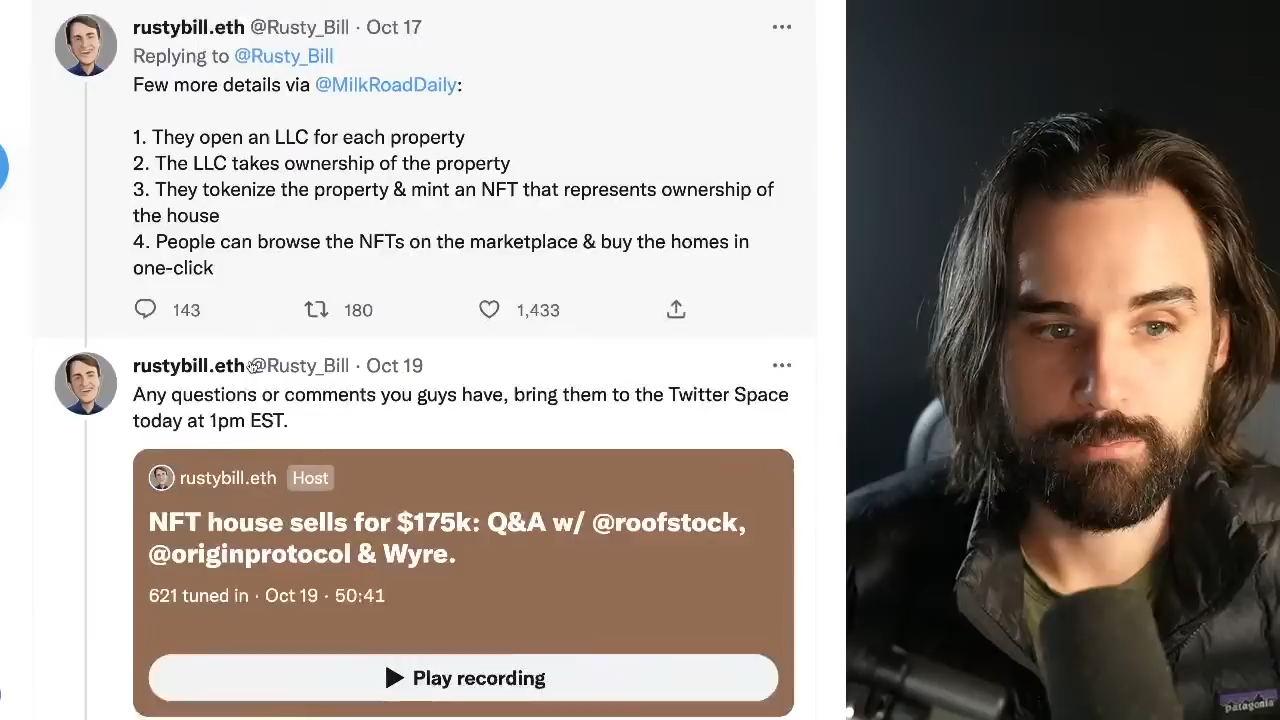 rustybill.eth @Rusty_Bill · Oct 17
Replying to @Rusty_Bill
Few more details via @MilkRoadDaily:
1. They open an LLC for each property
2. The LLC takes ownership of the property
3. They tokenize the property & mint an NFT that represents ownership of
the house
4. People can browse the NFTs on the marketplace & buy the homes in
one-click
143 180 1,433
rustybill.eth @Rusty_Bill · Oct 19
Any questions or comments you guys have, bring them to the Twitter Space
today at 1pm EST.
rustybill.eth Host
NFT house sells for $175k: Q&A w/ @roofstock,
@originprotocol & Wyre.
621 tuned in · Oct 19 · 50:41
Play recording
patagonia